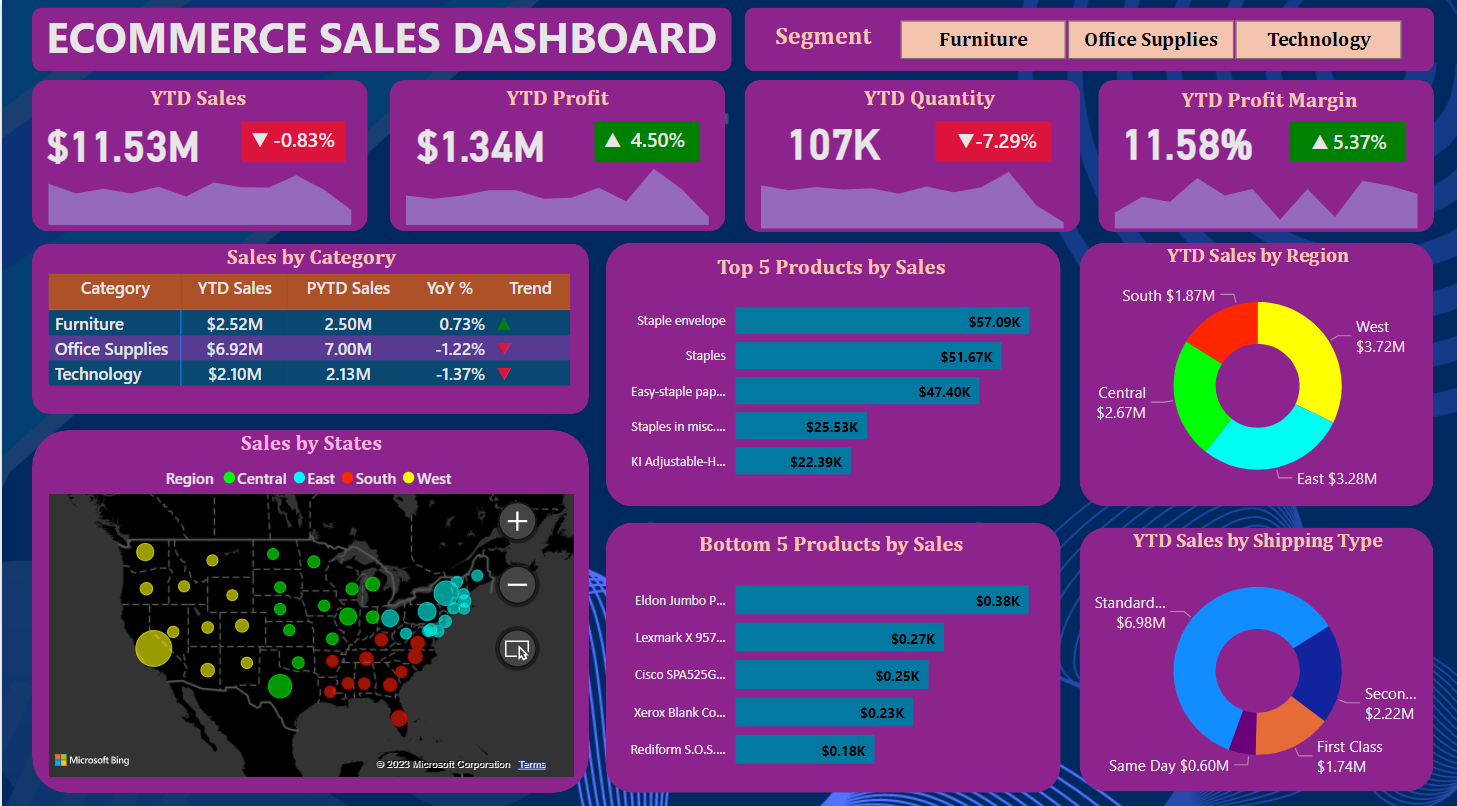 ECOMMERCE SALES DASHBOARD
Segment
Furniture
Office Supplies
Technology
YTD Sales
$11.53M
▼ -0.83%
YTD Profit
$1.34M
▲ 4.50%
YTD Quantity
107K
▼-7.29%
YTD Profit Margin
11.58%
▲ 5.37%
Sales by Category
Category YTD Sales PYTD Sales YoY % Trend
Furniture $2.52M 2.50M 0.73% ▲
Office Supplies $6.92M 7.00M -1.22% ▼
Technology $2.10M 2.13M -1.37% ▼
Top 5 Products by Sales
Staple envelope $57.09K
Staples $51.67K
Easy-staple pap... $47.40K
Staples in misc.... $25.53K
KI Adjustable-H... $22.39K
YTD Sales by Region
South $1.87M
West
$3.72M
Central
$2.67M
East $3.28M
Sales by States
Region Central East South West
Microsoft Bing
© 2023 Microsoft Corporation Terms
Bottom 5 Products by Sales
Eldon Jumbo P... $0.38K
Lexmark X 957... $0.27K
Cisco SPA525G... $0.25K
Xerox Blank Co... $0.23K
Rediform S.O.S.... $0.18K
YTD Sales by Shipping Type
Standard...
$6.98M
Secon...
$2.22M
First Class
$1.74M
Same Day $0.60M